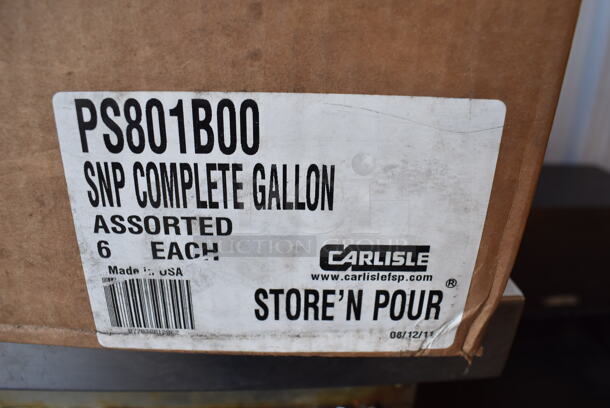 PS801B00
SNP COMPLETE GALLON
ASSORTED
6 EACH
Made in USA
CARLISLE
www.carlislefsp.com
STORE'N POUR ®